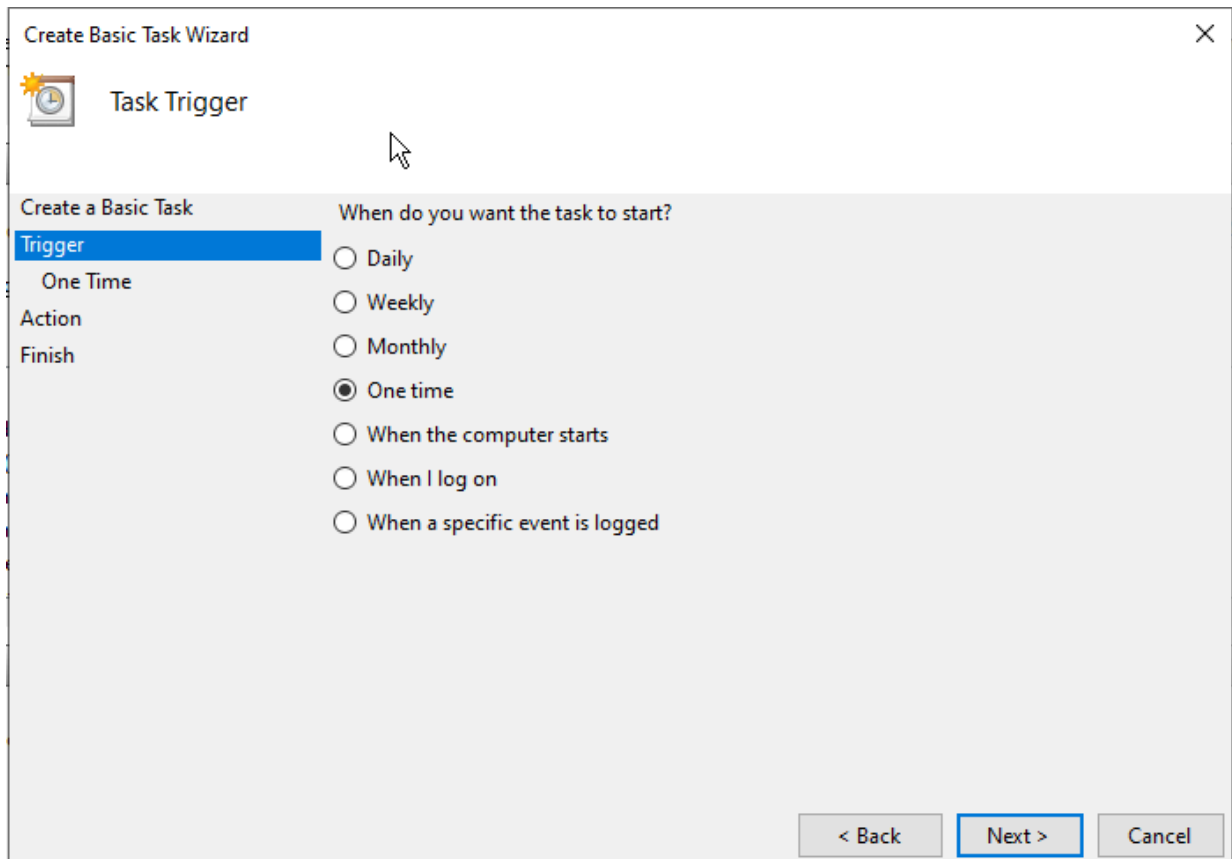 Create Basic Task Wizard
Task Trigger
Create a Basic Task
Trigger
One Time
Action
Finish
When do you want the task to start?
Daily
Weekly
Monthly
One time
When the computer starts
When I log on
When a specific event is logged
< Back
Next >
Cancel